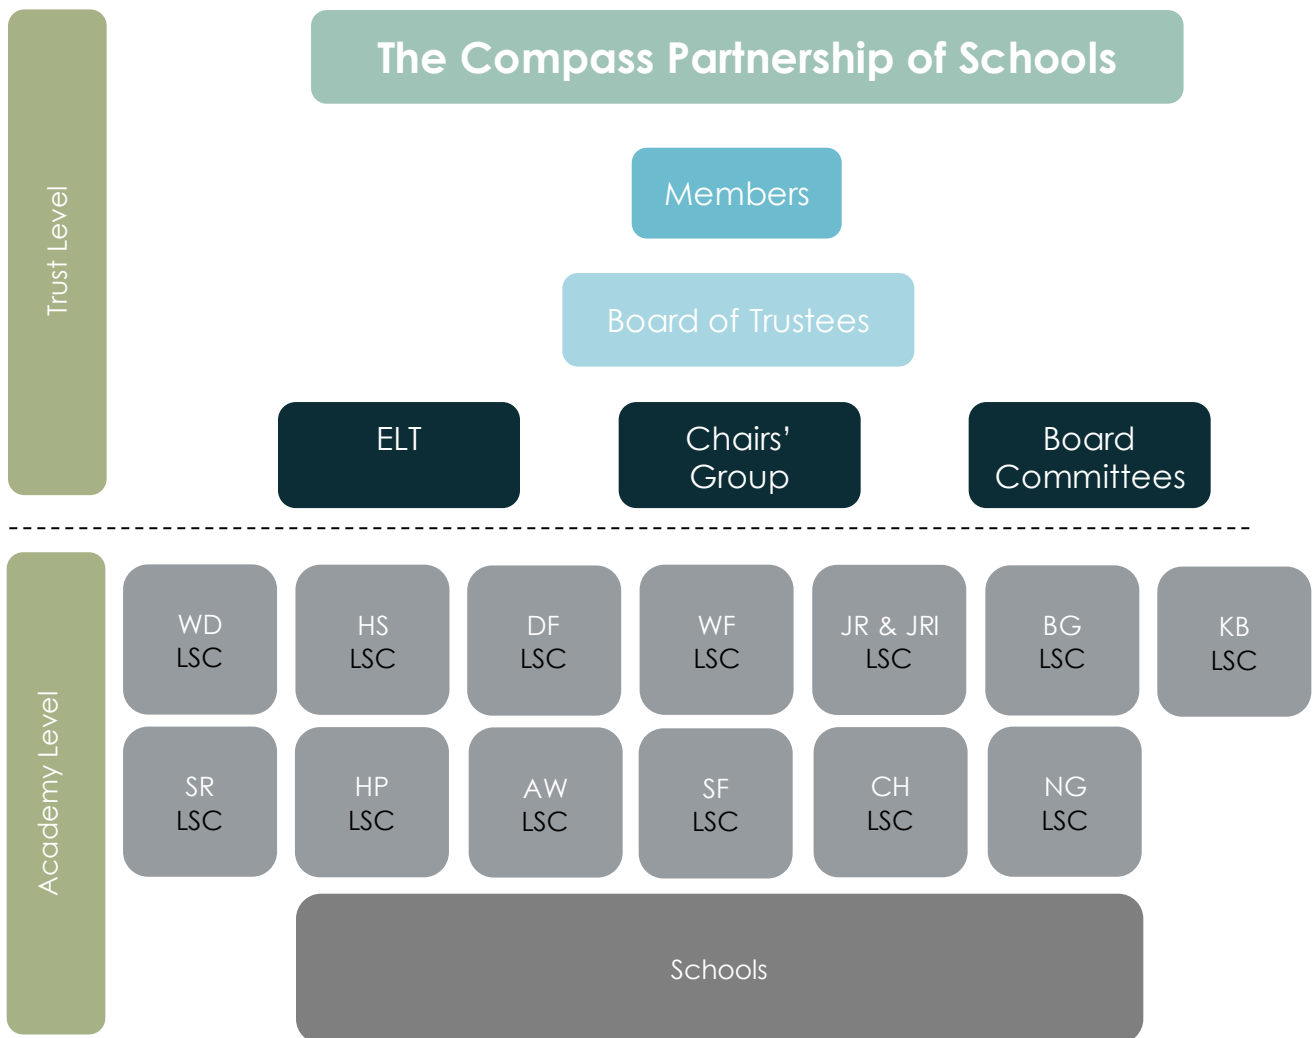 The Compass Partnership of Schools
Trust Level
Members
Board of Trustees
ELT
Chairs’
Group
Board
Committees
Academy Level
WD
LSC
HS
LSC
DF
LSC
WF
LSC
JR & JRI
LSC
BG
LSC
KB
LSC
SR
LSC
HP
LSC
AW
LSC
SF
LSC
CH
LSC
NG
LSC
Schools